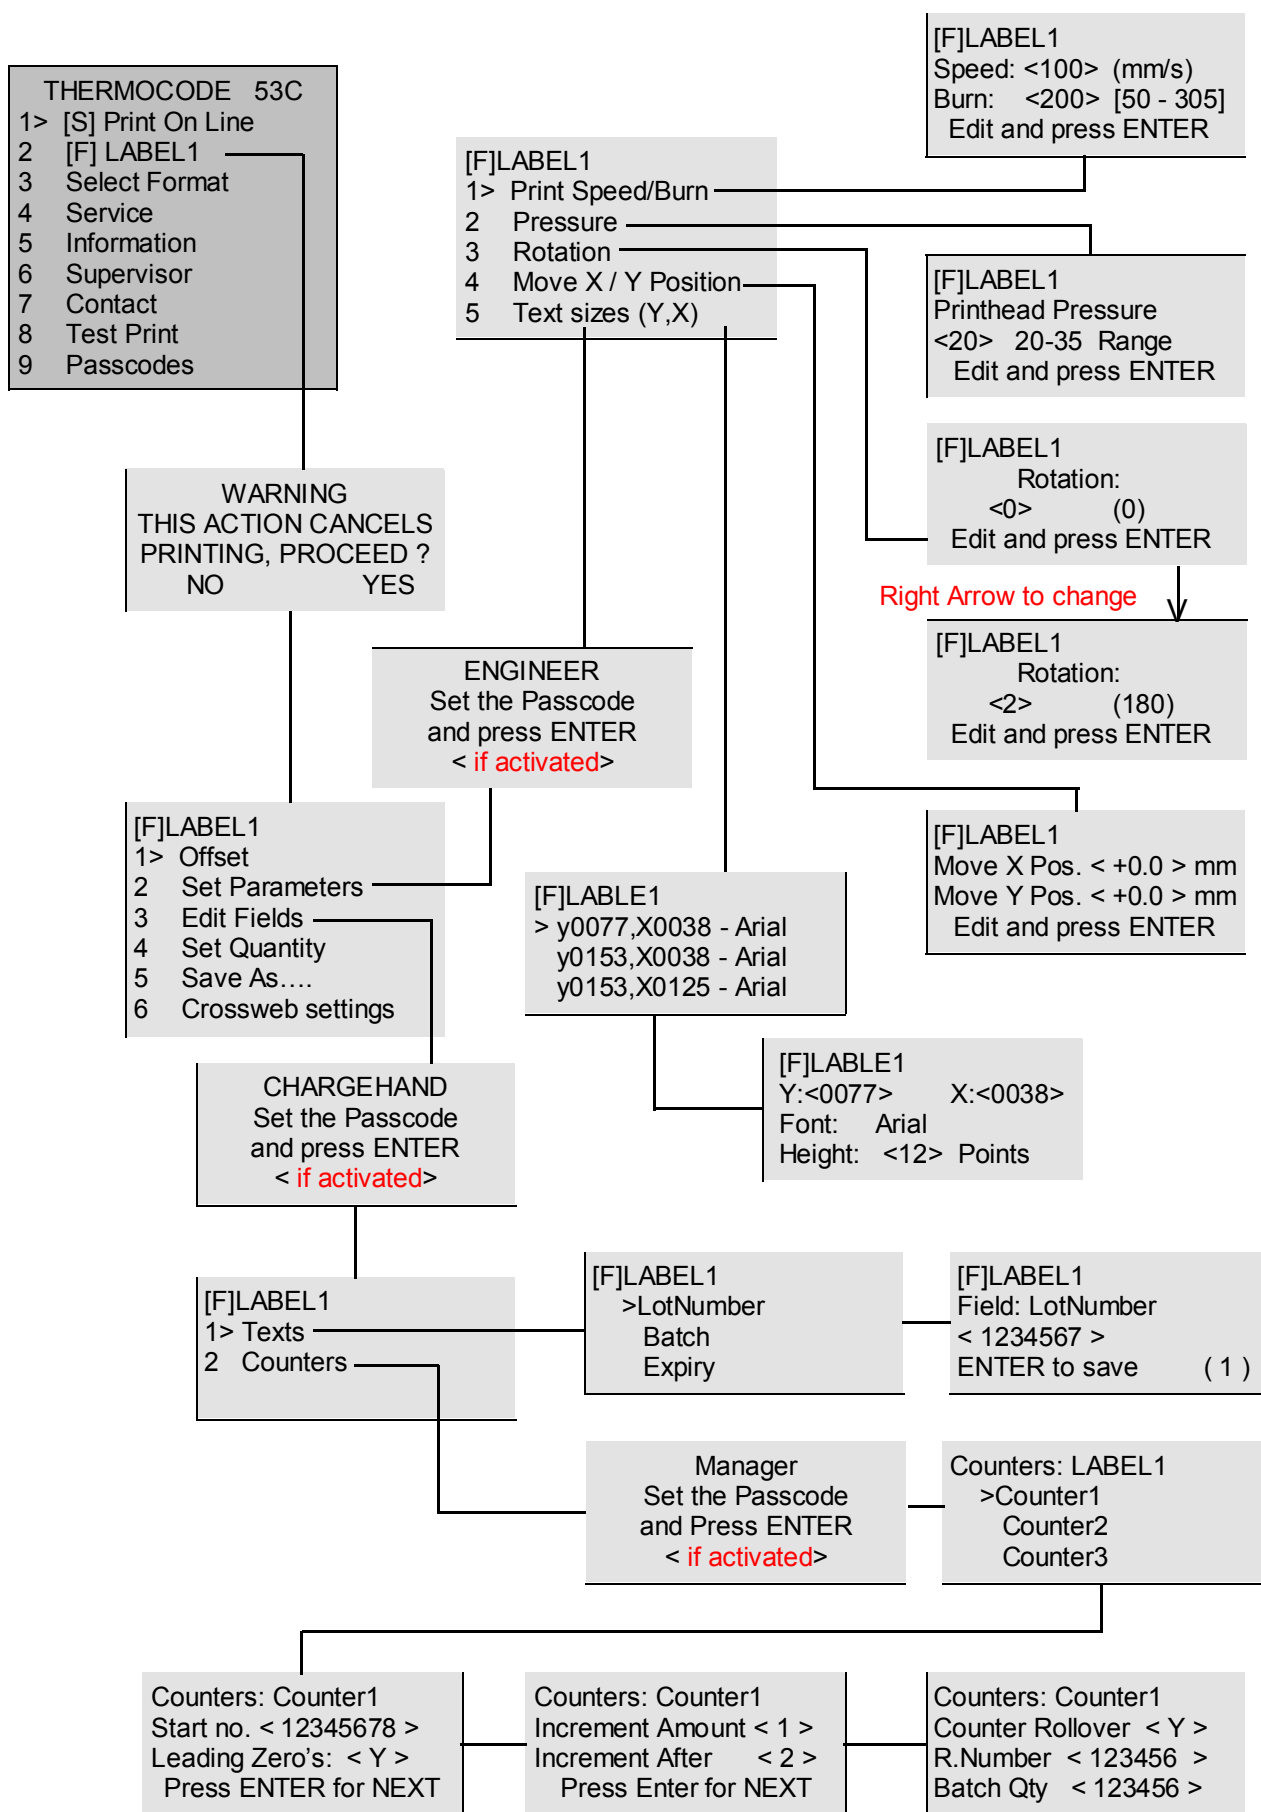 THERMOCODE 53C
1> [S] Print On Line
2 [F] LABEL1
3 Select Format
4 Service
5 Information
6 Supervisor
7 Contact
8 Test Print
9 Passcodes
[F]LABEL1
1> Print Speed/Burn
2 Pressure
3 Rotation
4 Move X / Y Position
5 Text sizes (Y,X)
[F]LABEL1
Speed: <100> (mm/s)
Burn: <200> [50 - 305]
Edit and press ENTER
[F]LABEL1
Printhead Pressure
<20> 20-35 Range
Edit and press ENTER
[F]LABEL1
Rotation:
<0> (0)
Edit and press ENTER
Right Arrow to change
[F]LABEL1
Rotation:
<2> (180)
Edit and press ENTER
[F]LABEL1
Move X Pos. < +0.0 > mm
Move Y Pos. < +0.0 > mm
Edit and press ENTER
WARNING
THIS ACTION CANCELS
PRINTING, PROCEED ?
NO YES
ENGINEER
Set the Passcode
and press ENTER
< if activated>
[F]LABEL1
1> Offset
2 Set Parameters
3 Edit Fields
4 Set Quantity
5 Save As....
6 Crossweb settings
[F]LABLE1
> y0077,X0038 - Arial
y0153,X0038 - Arial
y0153,X0125 - Arial
[F]LABLE1
Y:<0077> X:<0038>
Font: Arial
Height: <12> Points
CHARGEHAND
Set the Passcode
and press ENTER
< if activated>
[F]LABEL1
1> Texts
2 Counters
[F]LABEL1
>LotNumber
Batch
Expiry
[F]LABEL1
Field: LotNumber
< 1234567 >
ENTER to save ( 1 )
Manager
Set the Passcode
and Press ENTER
< if activated>
Counters: LABEL1
>Counter1
Counter2
Counter3
Counters: Counter1
Start no. < 12345678 >
Leading Zero's: < Y >
Press ENTER for NEXT
Counters: Counter1
Increment Amount < 1 >
Increment After < 2 >
Press Enter for NEXT
Counters: Counter1
Counter Rollover < Y >
R.Number < 123456 >
Batch Qty < 123456 >